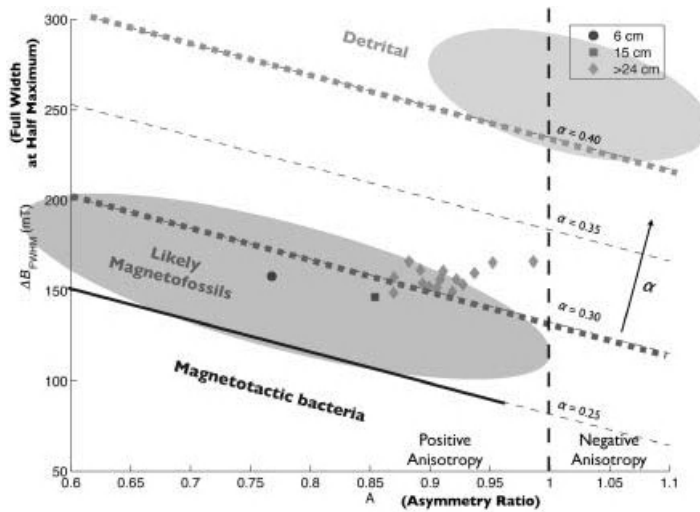 300
250
200
150
100
50
(Full Width
at Half Maximum)
ΔB_FWHM (mT)
Detrital
6 cm
15 cm
>24 cm
α = 0.40
α = 0.35
α
α = 0.30
α = 0.25
Likely
Magnetofossils
Magnetotactic bacteria
Positive
Anisotropy
Negative
Anisotropy
0.6 0.65 0.7 0.75 0.8 0.85 0.9 0.95 1 1.05 1.1
A
(Asymmetry Ratio)